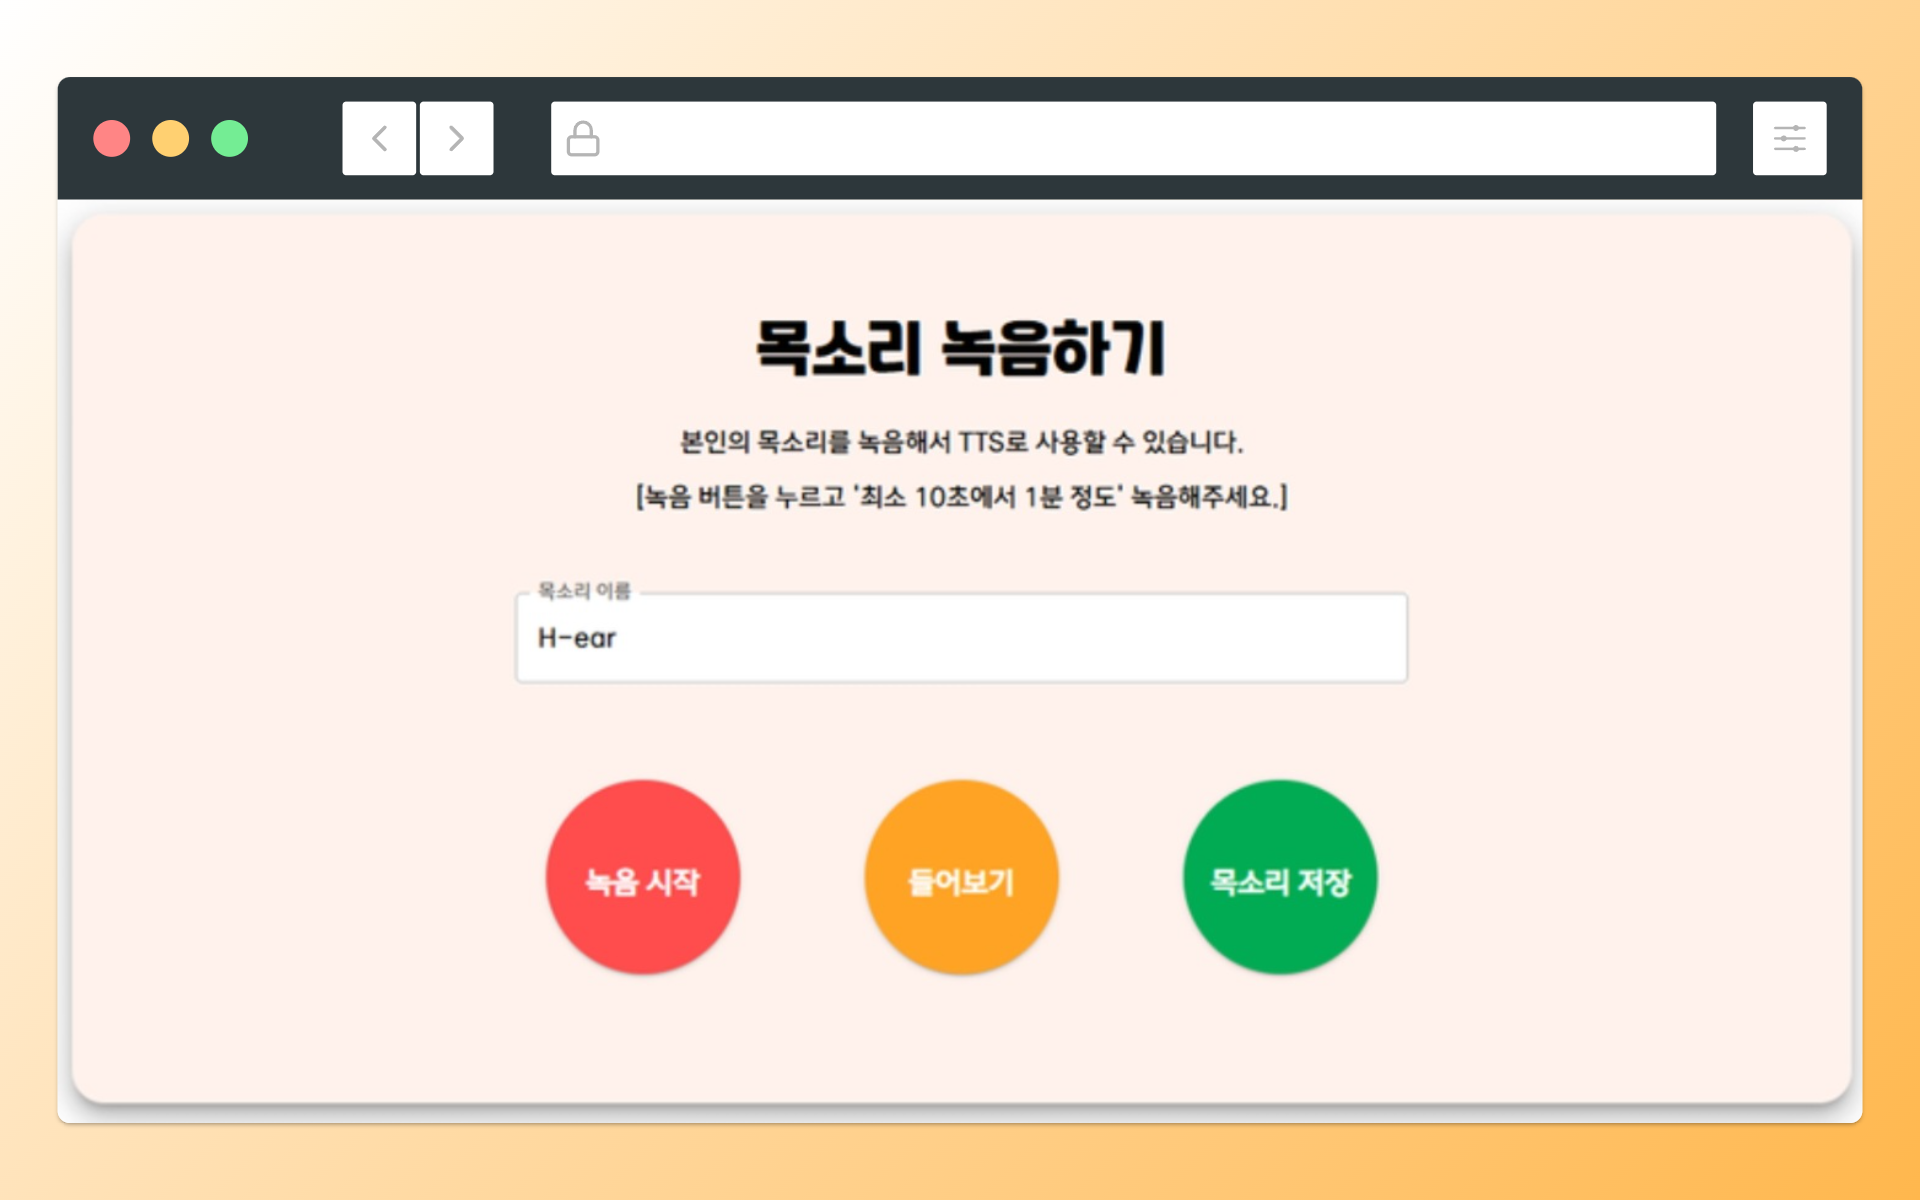 목소리 녹음하기
본인의 목소리를 녹음해서 TTS로 사용할 수 있습니다.
[녹음 버튼을 누르고 '최소 10초에서 1분 정도' 녹음해주세요.]
목소리 이름
H-ear
녹음 시작
들어보기
목소리 저장